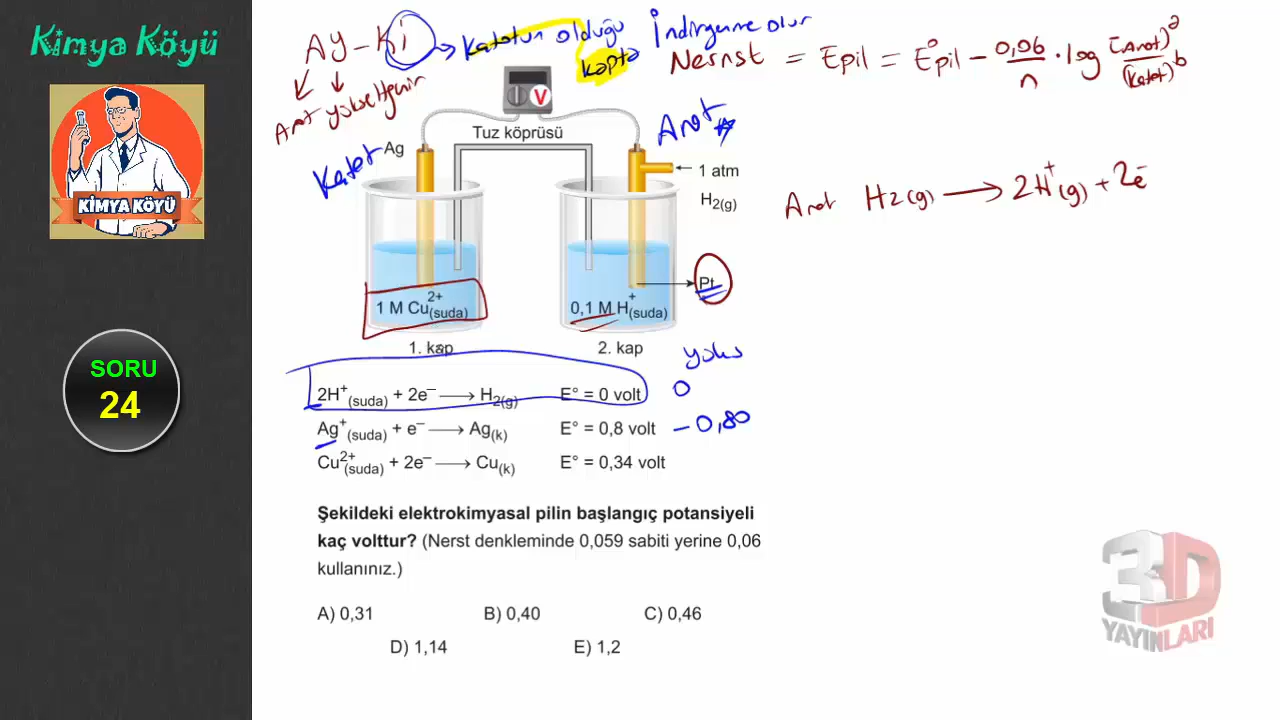 Kimya Köyü
KİMYA KÖYÜ
SORU
24
Ay - Ki → Katotun olduğu kapta İndirgenme olur
Anot yükseltgenir
Nernst = Epil = E°pil − 0,06/n · log [Anot]^a/(Katot)^b
Tuz köprüsü
V
Katot
Ag
Anot
1 atm
H2(g)
Anot H2(g) → 2H+(g) + 2e-
Pt
1 M Cu2+(suda)
0,1 M H+(suda)
1. kap
2. kap
yüks
2H+(suda) + 2e– → H2(g) E° = 0 volt 0
Ag+(suda) + e– → Ag(k) E° = 0,8 volt − 0,80
Cu2+(suda) + 2e– → Cu(k) E° = 0,34 volt
Şekildeki elektrokimyasal pilin başlangıç potansiyeli
kaç volttur? (Nerst denkleminde 0,059 sabiti yerine 0,06
kullanınız.)
A) 0,31 B) 0,40 C) 0,46
D) 1,14 E) 1,2
3D
YAYINLARI